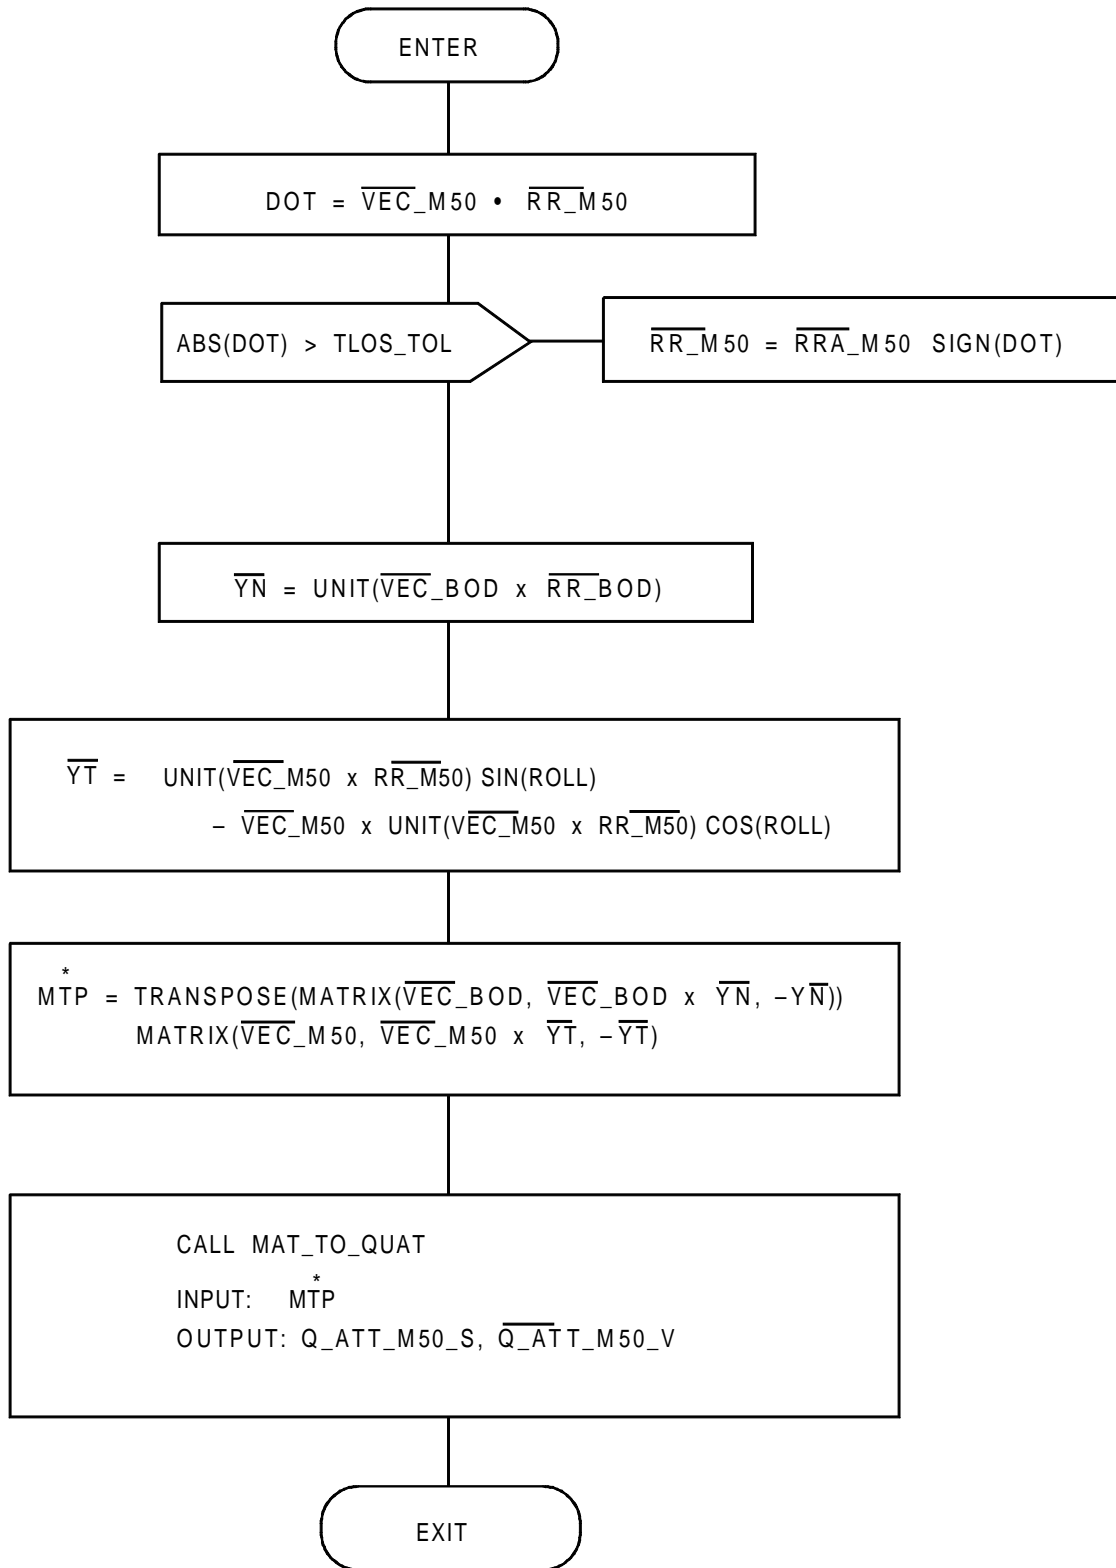 ENTER
DOT = VEC_M50 • RR_M50
ABS(DOT) > TLOS_TOL
RR_M50 = RRA_M50 SIGN(DOT)
YN = UNIT(VEC_BOD x RR_BOD)
YT = UNIT(VEC_M50 x RR_M50) SIN(ROLL)
– VEC_M50 x UNIT(VEC_M50 x RR_M50) COS(ROLL)
*
MTP = TRANSPOSE(MATRIX(VEC_BOD, VEC_BOD x YN, –YN))
MATRIX(VEC_M50, VEC_M50 x YT, –YT)
CALL MAT_TO_QUAT
*
INPUT: MTP
OUTPUT: Q_ATT_M50_S, Q_ATT_M50_V
EXIT